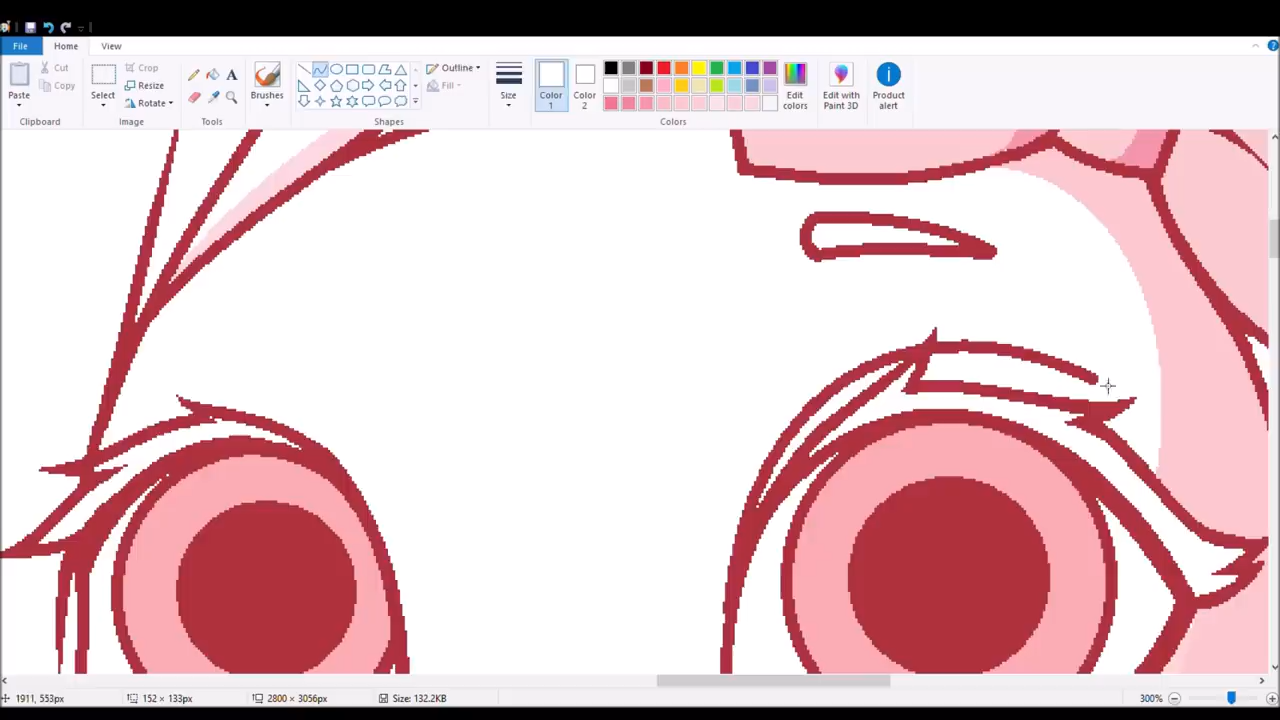 File Home View
Paste
Cut
Copy
Clipboard
Select
Crop
Resize
Rotate
Image
Tools
Brushes
Outline
Fill
Shapes
Size
Color 1
Color 2
Edit colors
Colors
Edit with Paint 3D
Product alert
1911, 553px
152 × 133px
2800 × 3056px
Size: 132.2KB
300%